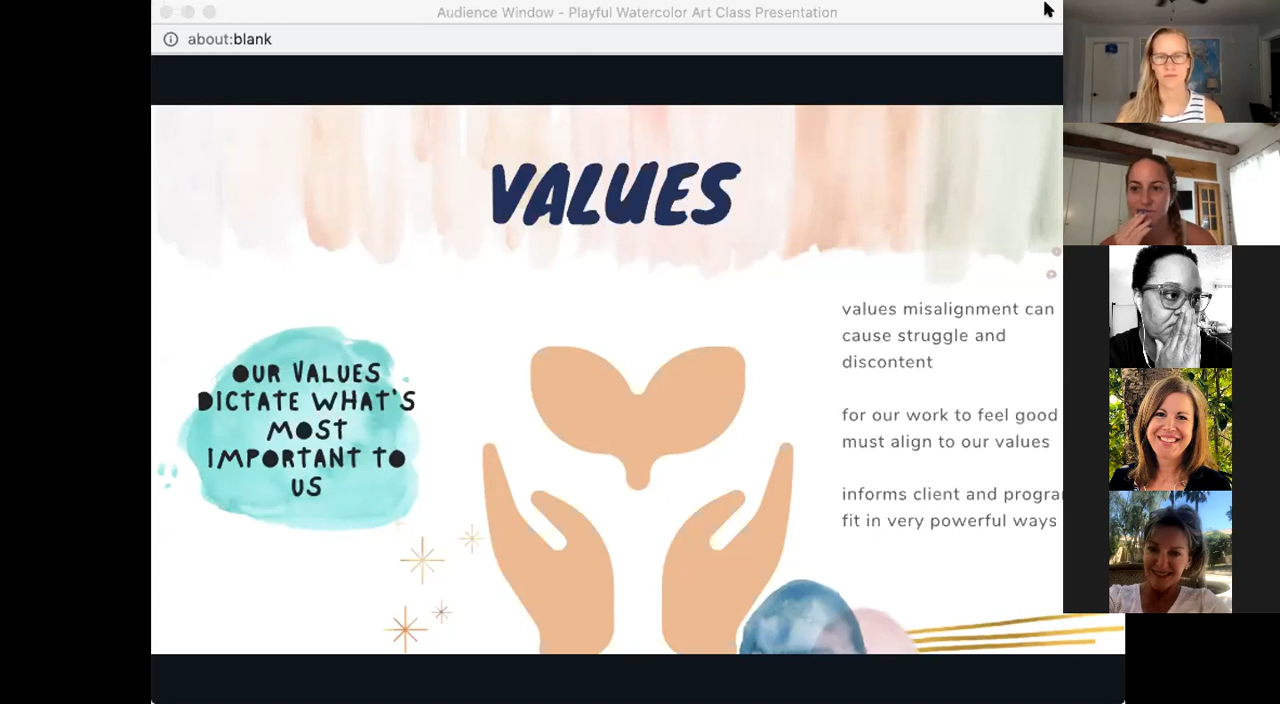 Audience Window - Playful Watercolor Art Class Presentation
about:blank
VALUES
OUR VALUES
DICTATE WHAT'S
MOST
IMPORTANT TO
US
values misalignment can
cause struggle and
discontent
for our work to feel good
must align to our values
informs client and progra
fit in very powerful ways